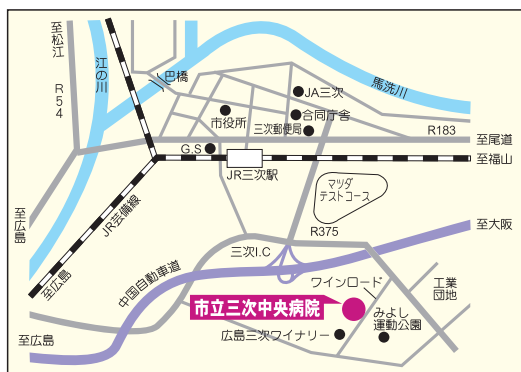 至松江
R54
江の川
巴橋
馬洗川
JA三次
合同庁舎
市役所
三次郵便局
R183
至尾道
G.S
至福山
JR三次駅
マツダ
テストコース
至広島
JR芸備線
至広島
R375
至大阪
三次I.C
中国自動車道
ワインロード
工業
団地
市立三次中央病院
みよし
運動公園
広島三次ワイナリー
至広島